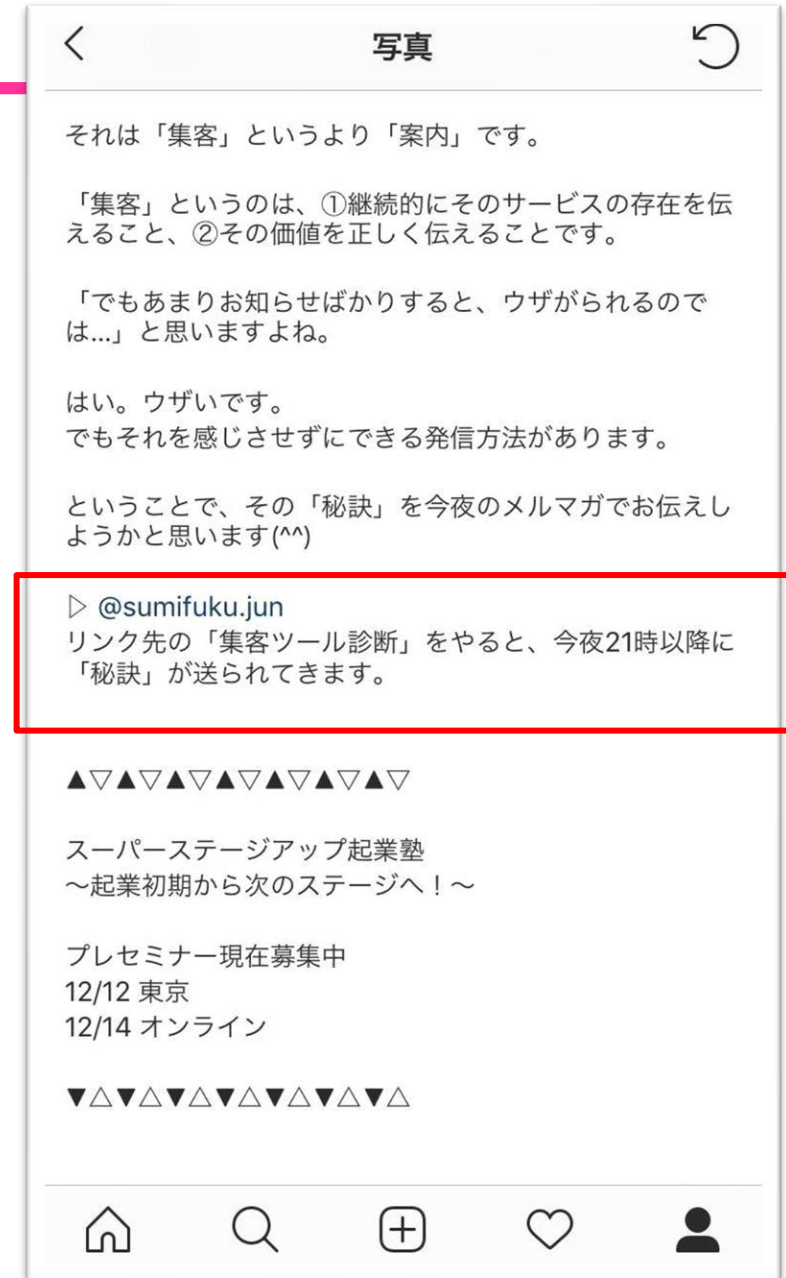 写真
それは「集客」というより「案内」です。
「集客」というのは、①継続的にそのサービスの存在を伝
えること、②その価値を正しく伝えることです。
「でもあまりお知らせばかりすると、ウザがられるので
は...」と思いますよね。
はい。ウザいです。
でもそれを感じさせずにできる発信方法があります。
ということで、その「秘訣」を今夜のメルマガでお伝えし
ようかと思います(^^)
▷ @sumifuku.jun
リンク先の「集客ツール診断」をやると、今夜21時以降に
「秘訣」が送られてきます。
▲▽▲▽▲▽▲▽▲▽▲▽▲▽
スーパーステージアップ起業塾
〜起業初期から次のステージへ！〜
プレセミナー現在募集中
12/12 東京
12/14 オンライン
▼△▼△▼△▼△▼△▼△▼△